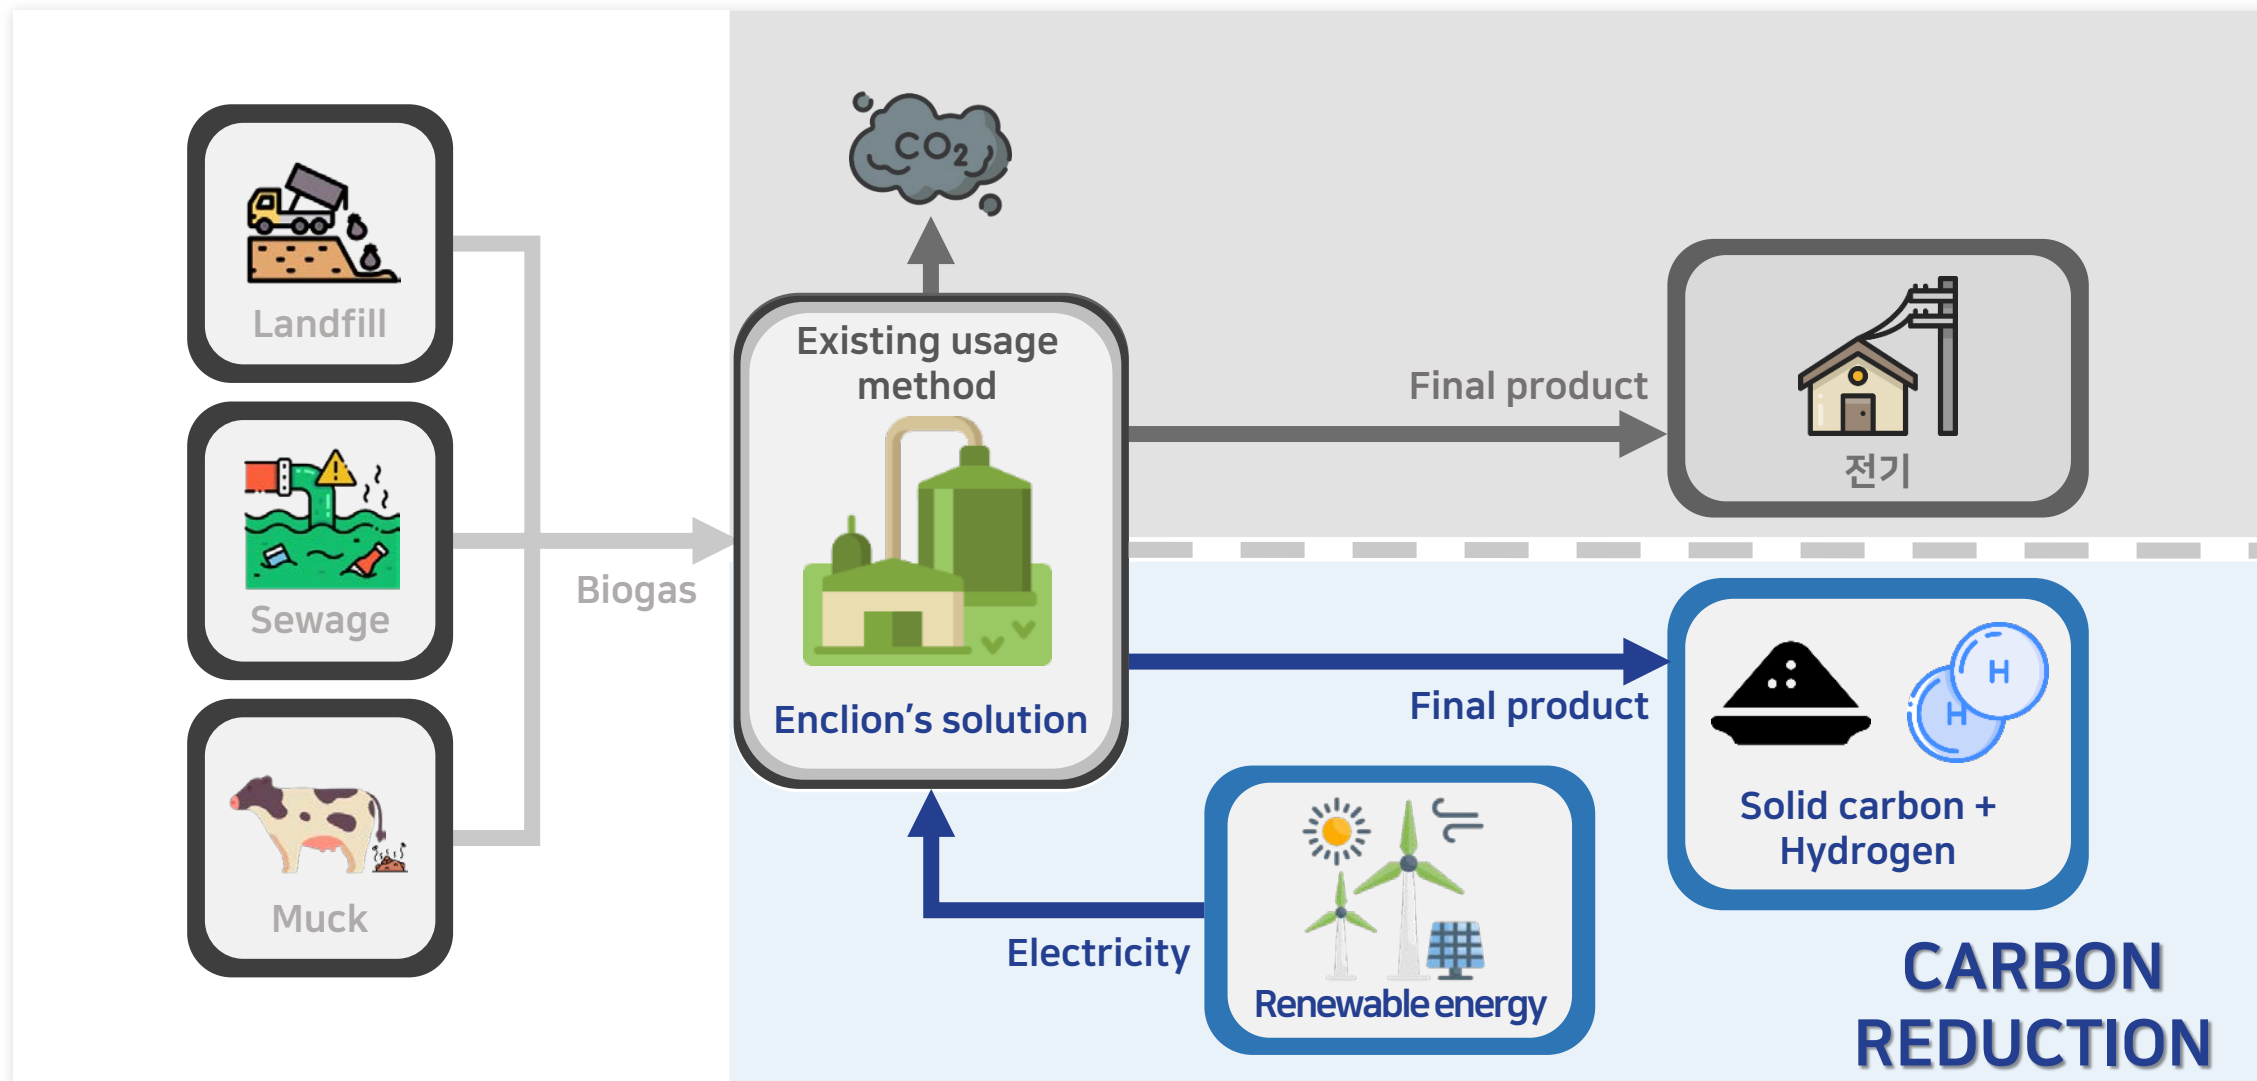 Landfill
Sewage
Muck
Biogas
CO₂
Existing usage
method
Enclion's solution
Final product
전기
Final product
H
H
Solid carbon +
Hydrogen
Electricity
Renewable energy
CARBON
REDUCTION